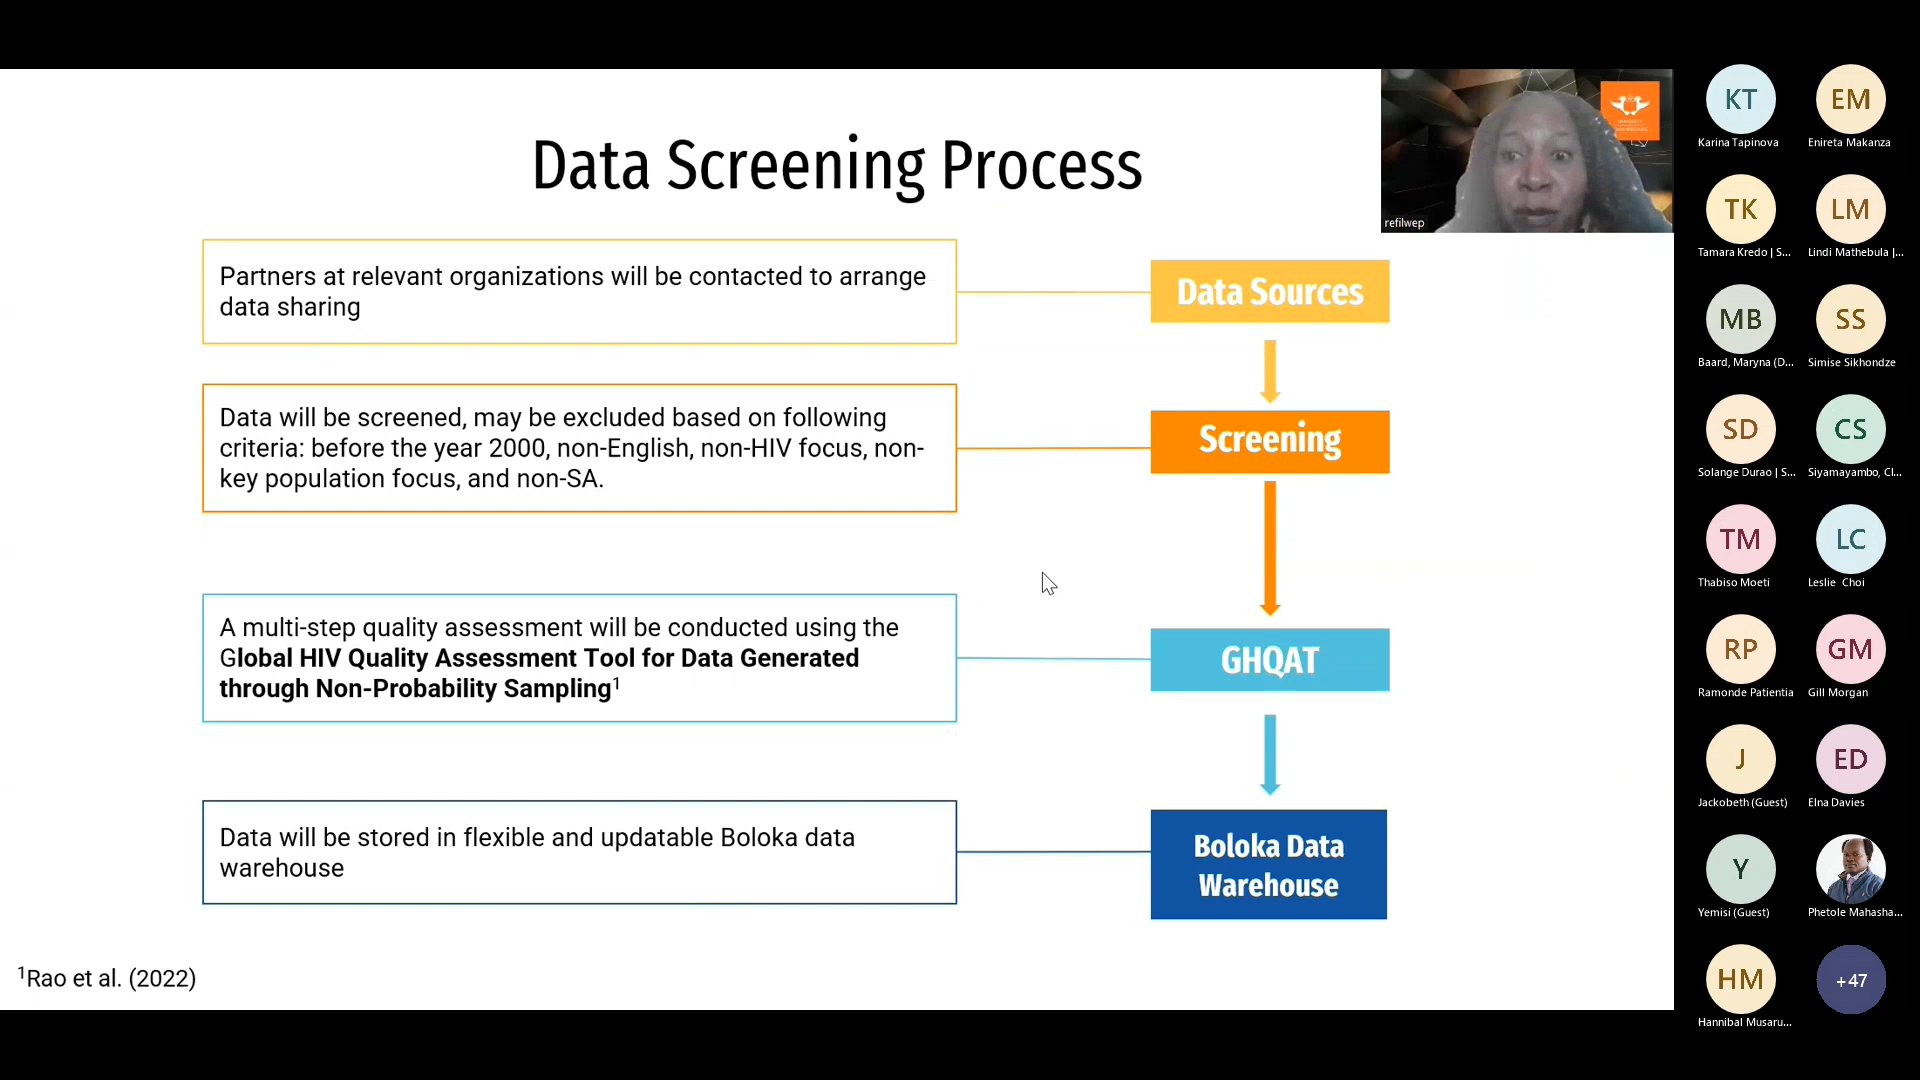 Data Screening Process
refilwep
Partners at relevant organizations will be contacted to arrange
data sharing
Data Sources
Data will be screened, may be excluded based on following
criteria: before the year 2000, non-English, non-HIV focus, non-
key population focus, and non-SA.
Screening
A multi-step quality assessment will be conducted using the
Global HIV Quality Assessment Tool for Data Generated
through Non-Probability Sampling1
GHQAT
Data will be stored in flexible and updatable Boloka data
warehouse
Boloka Data
Warehouse
1Rao et al. (2022)
KT
Karina Tapinova
EM
Enireta Makanza
TK
Tamara Kredo | S...
LM
Lindi Mathebula |...
MB
Baard, Maryna (D...
SS
Simise Sikhondze
SD
Solange Durao | S...
CS
Siyamayambo, Cl...
TM
Thabiso Moeti
LC
Leslie Choi
RP
Ramonde Patientia
GM
Gill Morgan
J
Jackobeth (Guest)
ED
Elna Davies
Y
Yemisi (Guest)
Phetole Mahasha...
HM
Hannibal Musaru...
+47